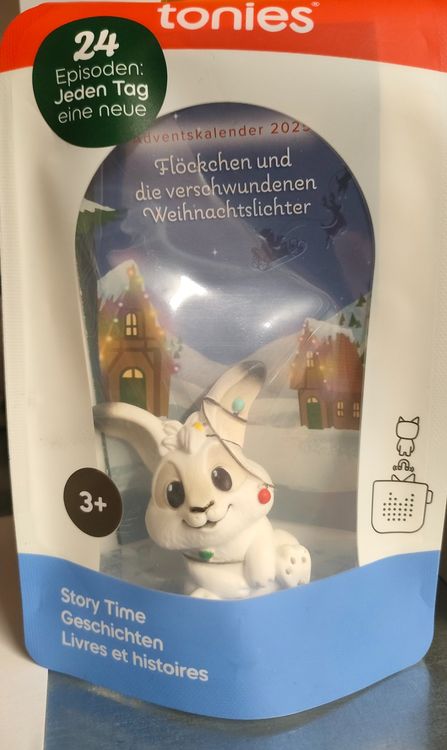 tonies®
24
Episoden:
Jeden Tag
eine neue
Adventskalender 2025
Flöckchen und
die verschwundenen
Weihnachtslichter
3+
Story Time
Geschichten
Livres et histoires